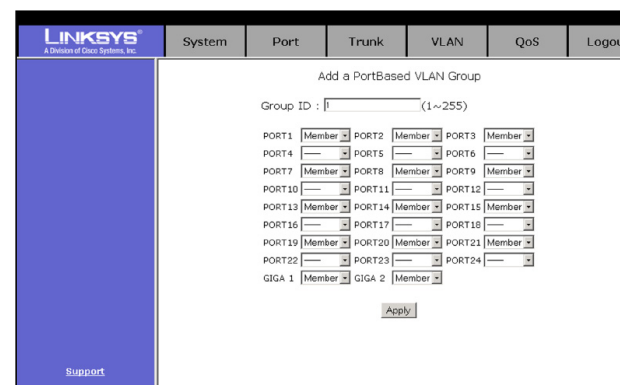 LINKSYS®
A Division of Cisco Systems, Inc.
System Port Trunk VLAN QoS Logou
Add a PortBased VLAN Group
Group ID : 1 (1~255)
PORT1 Member PORT2 Member PORT3 Member
PORT4 —— PORT5 —— PORT6 ——
PORT7 Member PORT8 Member PORT9 Member
PORT10 —— PORT11 —— PORT12 ——
PORT13 Member PORT14 Member PORT15 Member
PORT16 —— PORT17 —— PORT18 ——
PORT19 Member PORT20 Member PORT21 Member
PORT22 —— PORT23 —— PORT24 ——
GIGA 1 Member GIGA 2 Member
Apply
Support